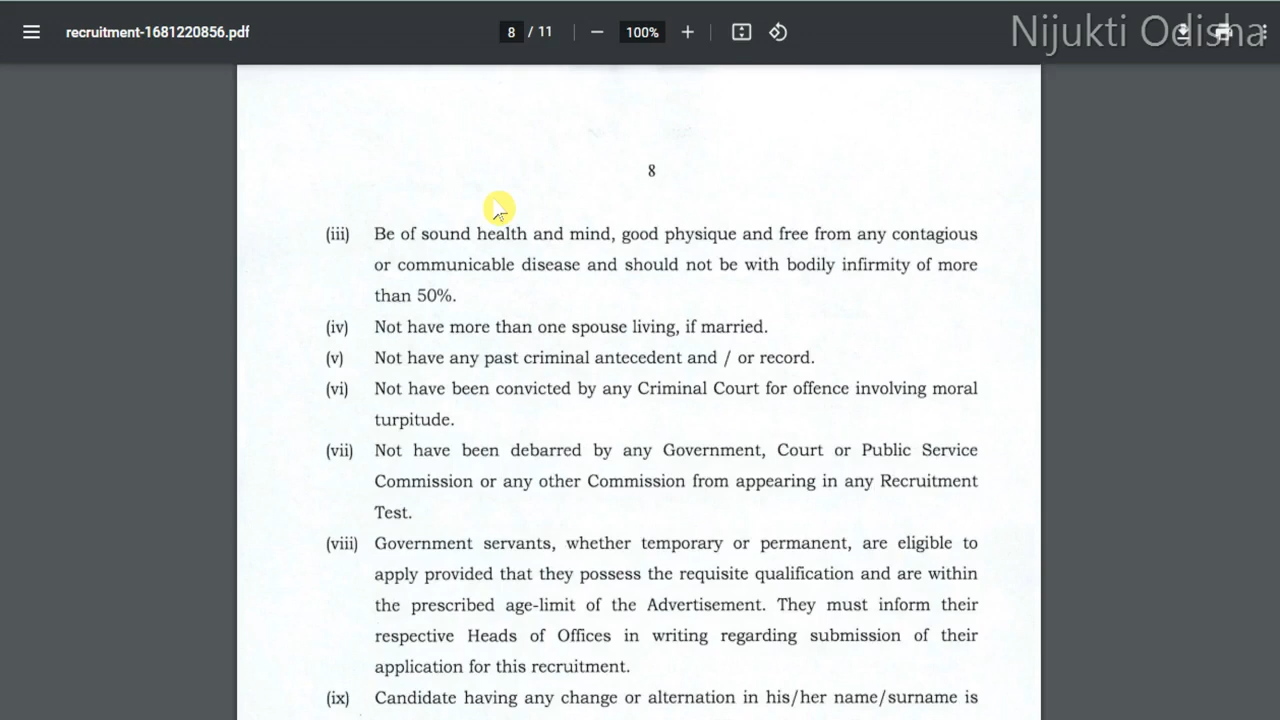 recruitment-1681220856.pdf
8 / 11
100%
Nijukti Odisha
8
(iii) Be of sound health and mind, good physique and free from any contagious
or communicable disease and should not be with bodily infirmity of more
than 50%.
(iv) Not have more than one spouse living, if married.
(v) Not have any past criminal antecedent and / or record.
(vi) Not have been convicted by any Criminal Court for offence involving moral
turpitude.
(vii) Not have been debarred by any Government, Court or Public Service
Commission or any other Commission from appearing in any Recruitment
Test.
(viii) Government servants, whether temporary or permanent, are eligible to
apply provided that they possess the requisite qualification and are within
the prescribed age-limit of the Advertisement. They must inform their
respective Heads of Offices in writing regarding submission of their
application for this recruitment.
(ix) Candidate having any change or alternation in his/her name/surname is